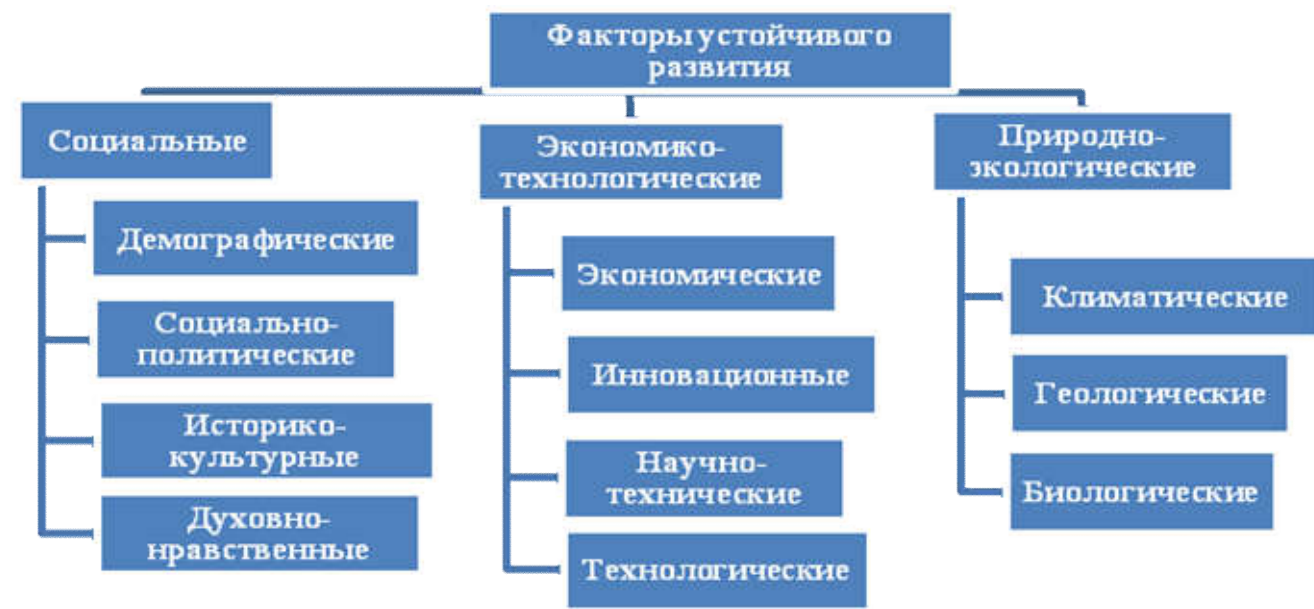 Факторы устойчивого
развития
Социальные
Демографические
Социально-
политические
Историко-
культурные
Духовно-
нравственные
Экономико-
технологические
Экономические
Инновационные
Научно-
технические
Технологические
Природно-
экологические
Климатические
Геологические
Биологические